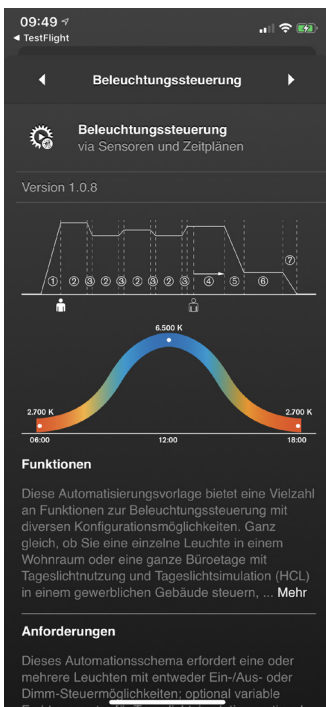 09:49
◀ TestFlight
Beleuchtungssteuerung
Beleuchtungssteuerung
via Sensoren und Zeitplänen
Version 1.0.8
① ② ③ ② ③ ② ③ ② ③ ④ ⑤ ⑥ ⑦
6.500 K
2.700 K 2.700 K
06:00 12:00 18:00
Funktionen
Diese Automatisierungsvorlage bietet eine Vielzahl
an Funktionen zur Beleuchtungssteuerung mit
diversen Konfigurationsmöglichkeiten. Ganz
gleich, ob Sie eine einzelne Leuchte in einem
Wohnraum oder eine ganze Büroetage mit
Tageslichtnutzung und Tageslichtsimulation (HCL)
in einem gewerblichen Gebäude steuern, ... Mehr
Anforderungen
Dieses Automationsschema erfordert eine oder
mehrere Leuchten mit entweder Ein-/Aus- oder
Dimm-Steuermöglichkeiten; optional variable